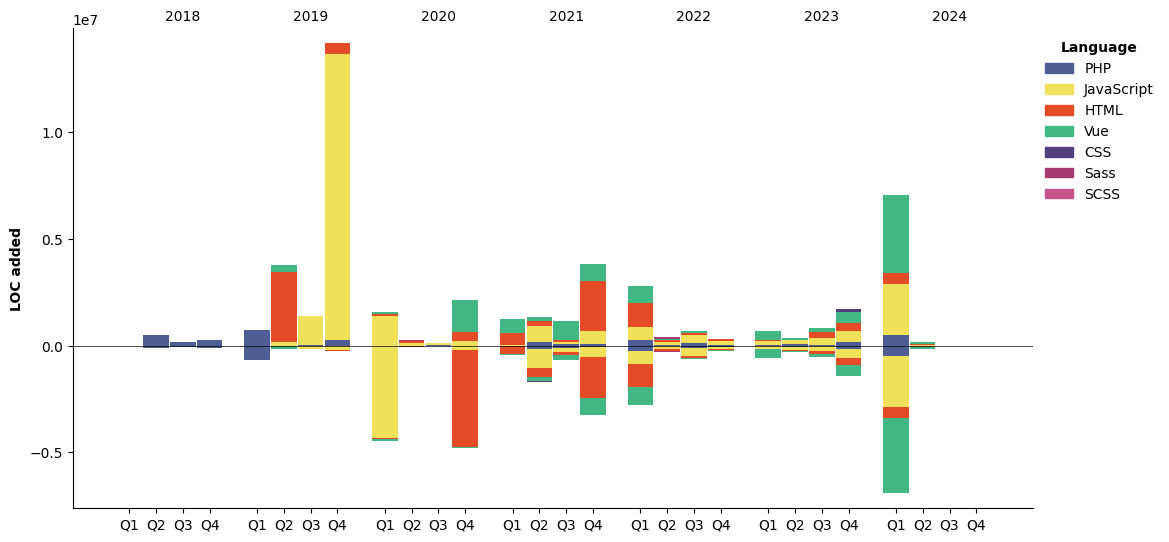 1e7
2018 2019 2020 2021 2022 2023 2024
Language
PHP
JavaScript
HTML
Vue
CSS
Sass
SCSS
LOC added
1.0
0.5
0.0
−0.5
Q1 Q2 Q3 Q4 Q1 Q2 Q3 Q4 Q1 Q2 Q3 Q4 Q1 Q2 Q3 Q4 Q1 Q2 Q3 Q4 Q1 Q2 Q3 Q4 Q1 Q2 Q3 Q4